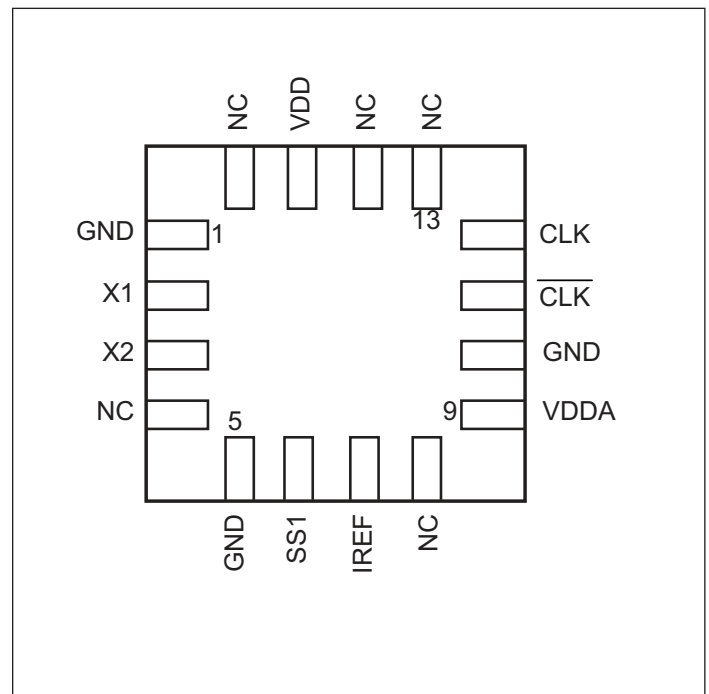 NC
VDD
NC
NC
13
GND
1
CLK
X1
CLK
X2
GND
NC
5
9
VDDA
GND
SS1
IREF
NC